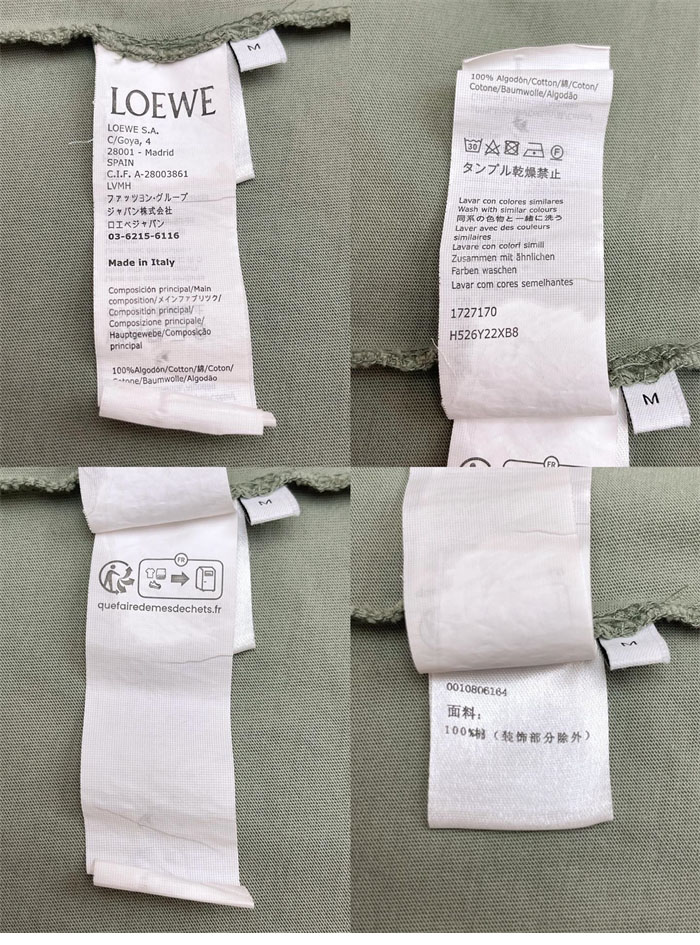 M
LOEWE
LOEWE S.A.
C/Goya, 4
28001 - Madrid
SPAIN
C.I.F. A-28003861
LVMH
ファッツヨン・グループ
ジャパン株式会社
ロエベジャパン
03-6215-6116
Made in Italy
Composición principal/Main
composition/メインファブリツク/
Composition principal/
Composizione principale/
Hauptgewebe/Composição
principal
100%Algodón/Cotton/綿/Coton/
Cotone/Baumwolle/Algodão
100% Algodón/Cotton/綿/Coton/
Cotone/Baumwolle/Algodão
30
F
タンブル乾燥禁止
Lavar con colores similares
Wash with similar colours
同系の色物と一緒に洗う
Laver avec des couleurs
similaires
Lavare con colori simili
Zusammen mit ähnlichen
Farben waschen
Lavar com cores semelhantes
1727170
H526Y22XB8
M
FR
M
FR
quefairedemesdechets.fr
M
0010806164
面料:
100%棉 (装饰部分除外)